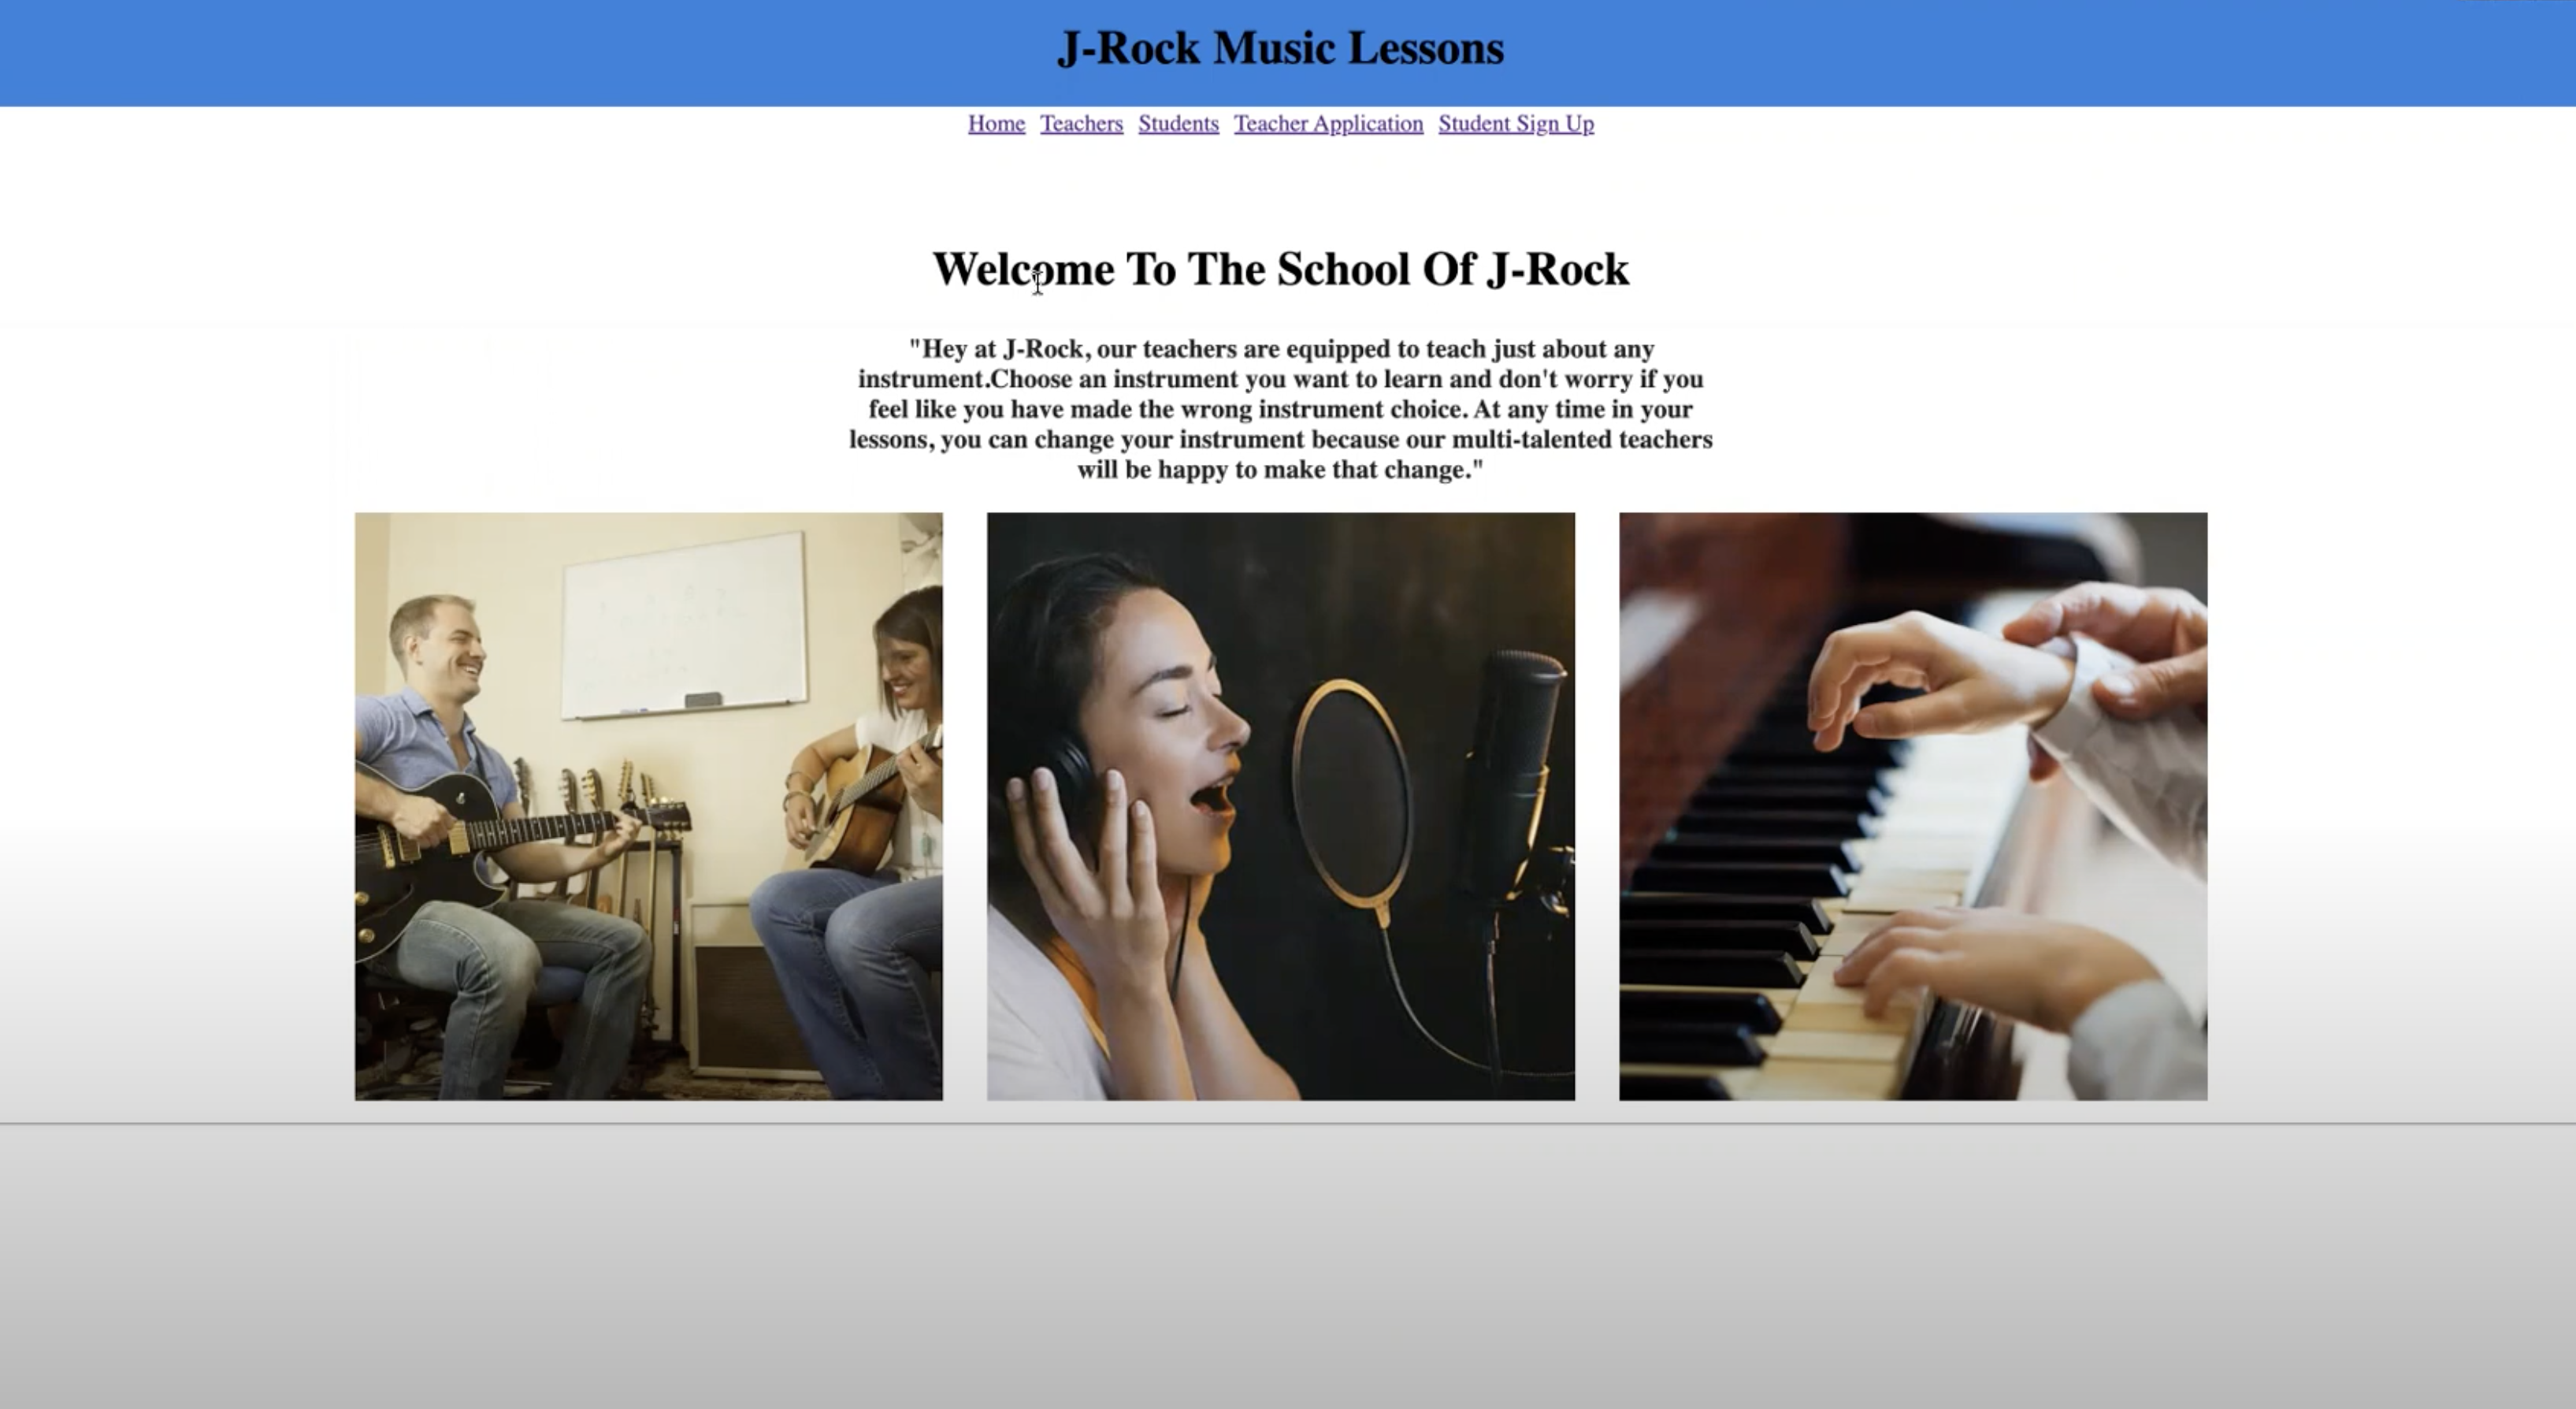 J-Rock Music Lessons
Home Teachers Students Teacher Application Student Sign Up
Welcome To The School Of J-Rock
"Hey at J-Rock, our teachers are equipped to teach just about any
instrument.Choose an instrument you want to learn and don't worry if you
feel like you have made the wrong instrument choice. At any time in your
lessons, you can change your instrument because our multi-talented teachers
will be happy to make that change."